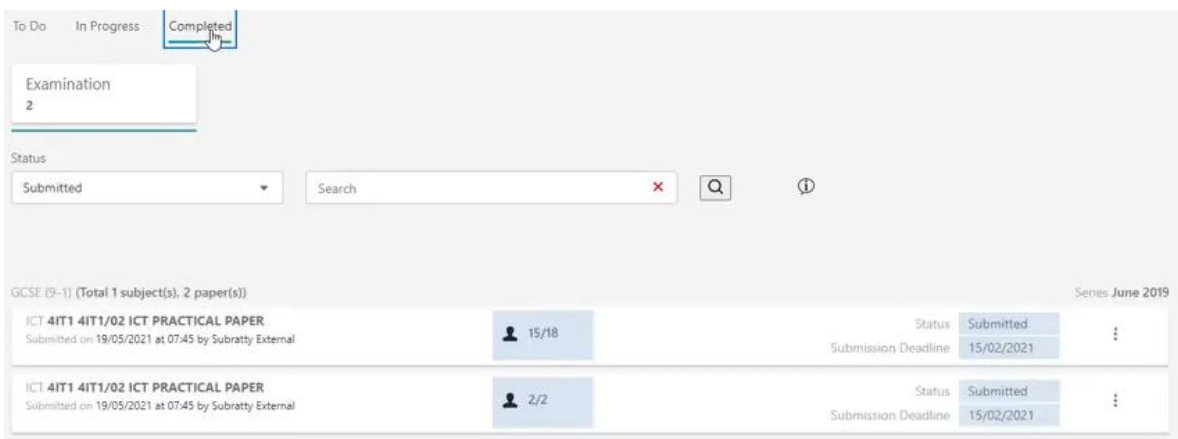 To Do In Progress Completed
Examination
2
Status
Submitted
Search
GCSE (9-1) (Total 1 subject(s), 2 paper(s)) Series June 2019
ICT 4IT1 4IT1/02 ICT PRACTICAL PAPER 15/18 Status Submitted
Submitted on 19/05/2021 at 07:45 by Subratty External Submission Deadline 15/02/2021
ICT 4IT1 4IT1/02 ICT PRACTICAL PAPER 2/2 Status Submitted
Submitted on 19/05/2021 at 07:45 by Subratty External Submission Deadline 15/02/2021